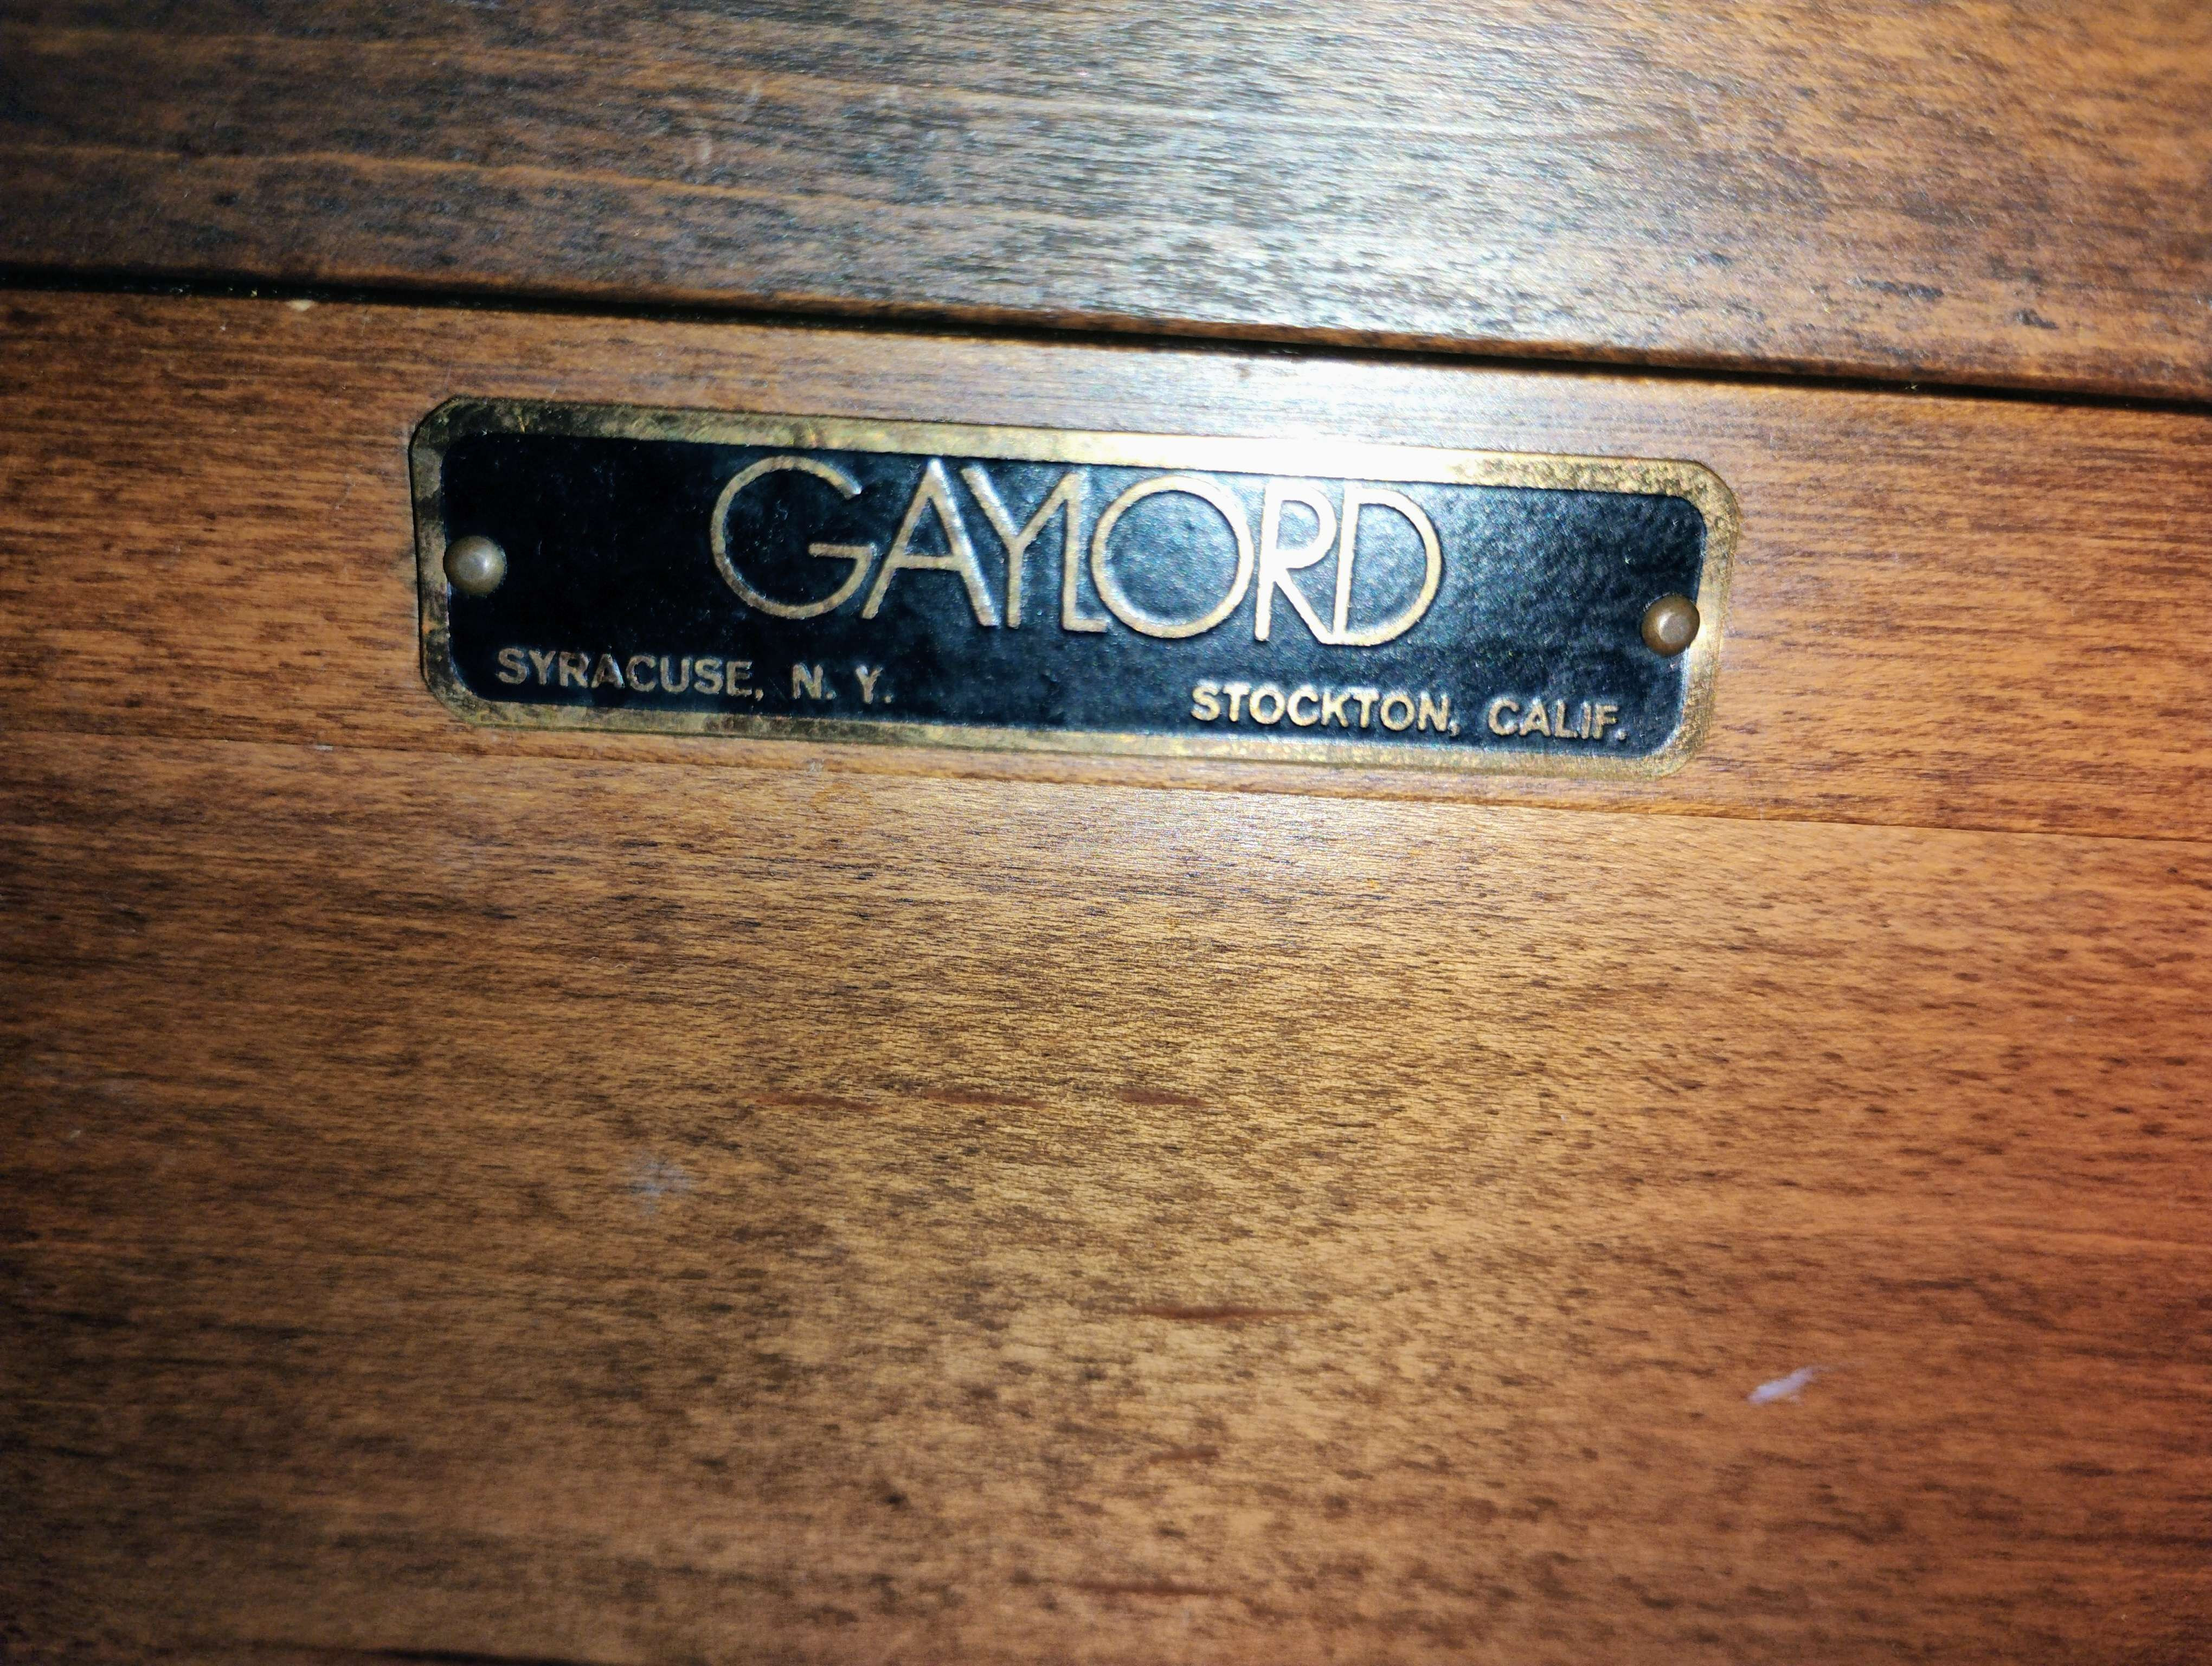 GAYLORD
SYRACUSE, N. Y. STOCKTON, CALIF.